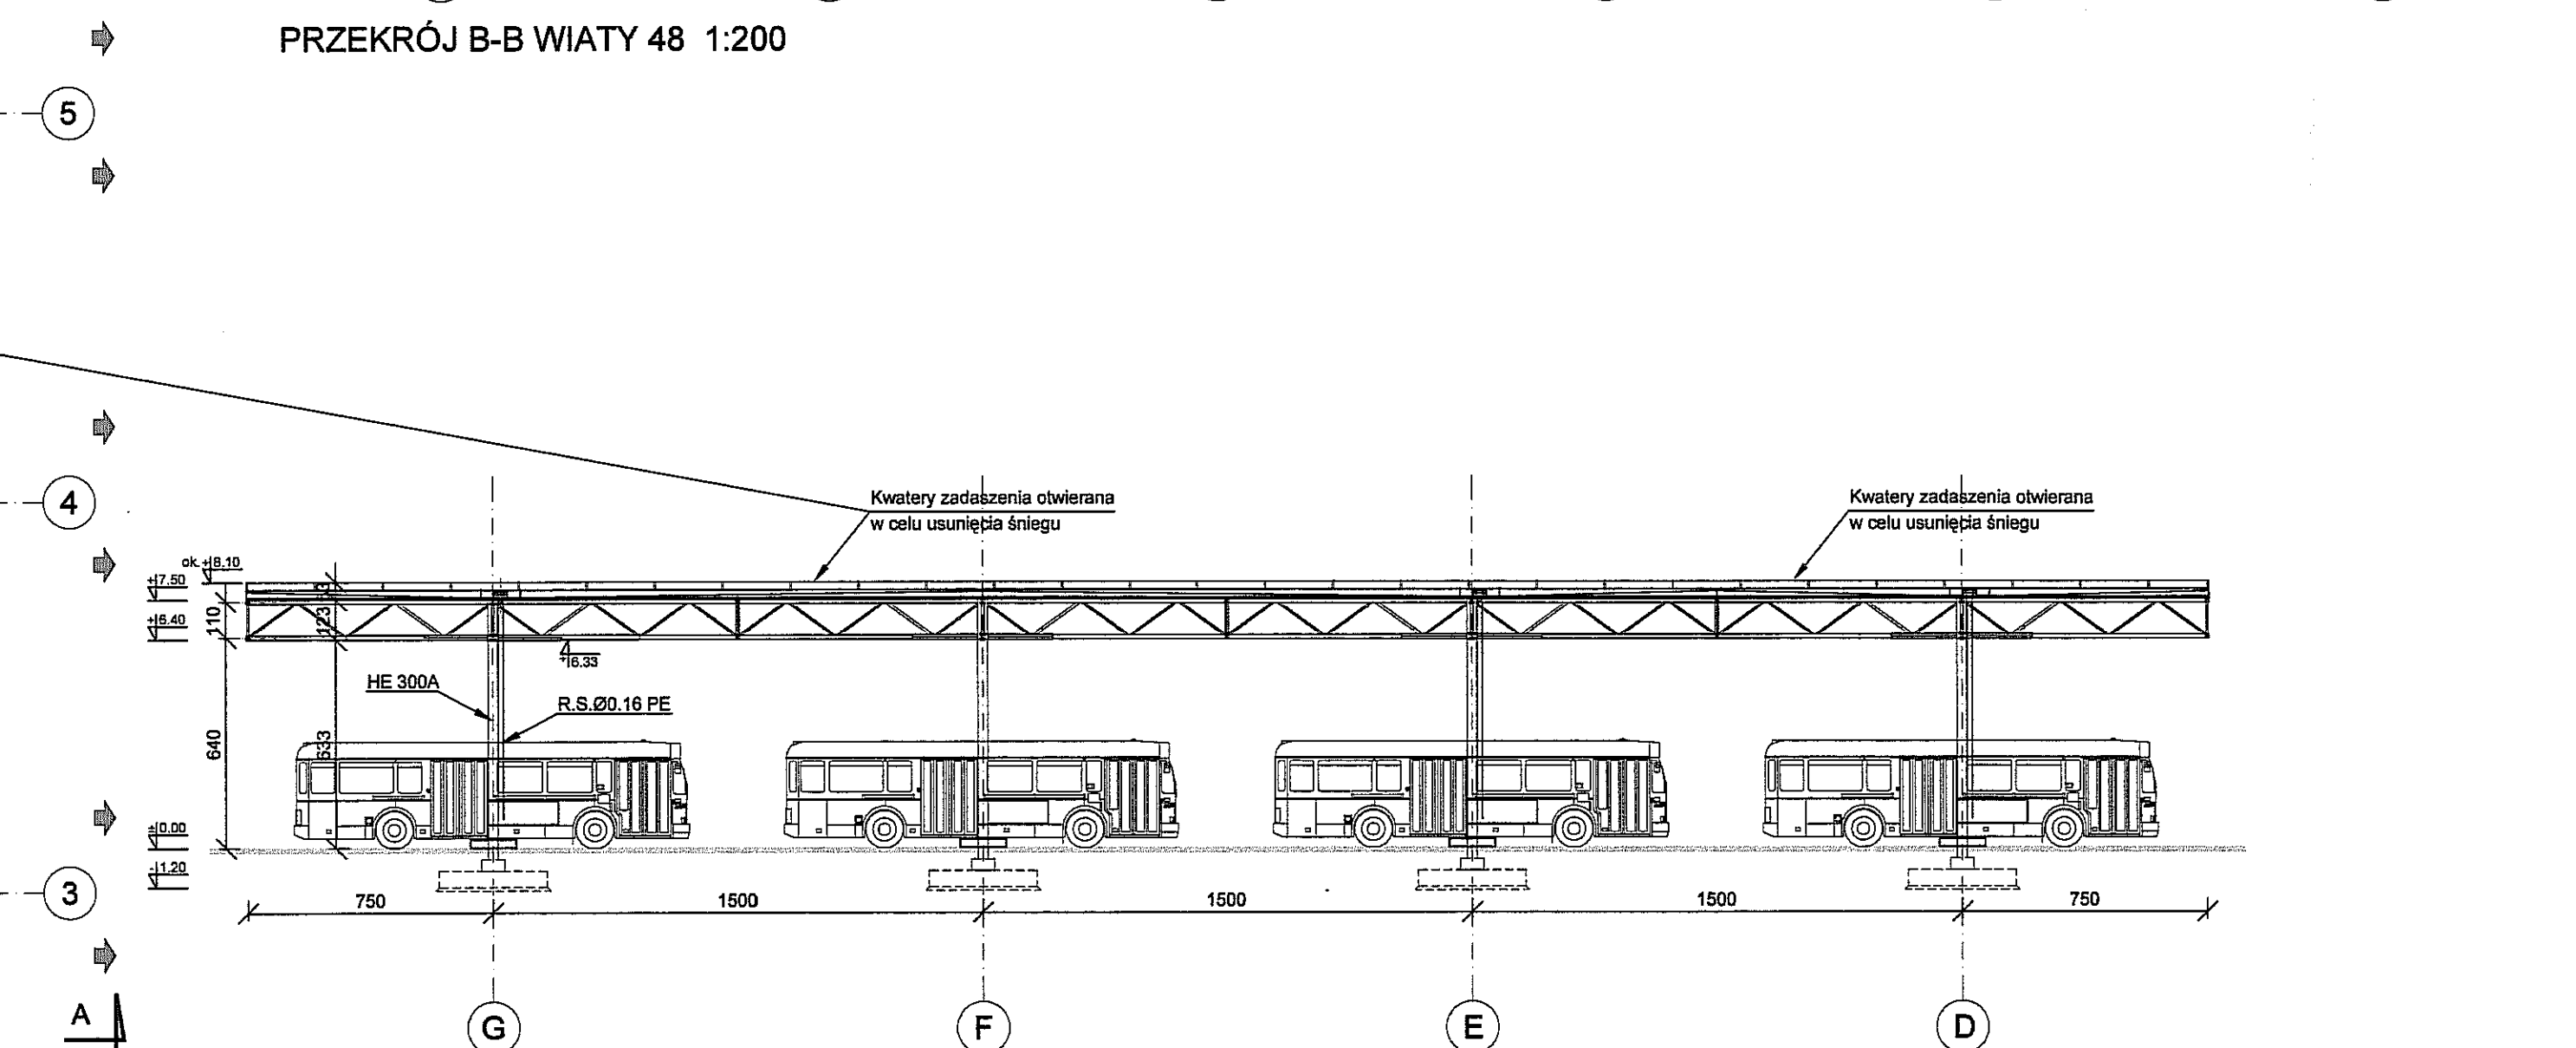 PRZEKRÓJ B-B WIATY 48 1:200
5
4
Kwatery zadaszenia otwierana
w celu usunięcia śniegu
Kwatery zadaszenia otwierana
w celu usunięcia śniegu
ok. +8.10
+7.50
110
123
+6.40
+6.33
HE 300A
R.S.Ø0.16 PE
640
633
±0.00
-1.20
3
750
1500
1500
1500
750
A
G
F
E
D